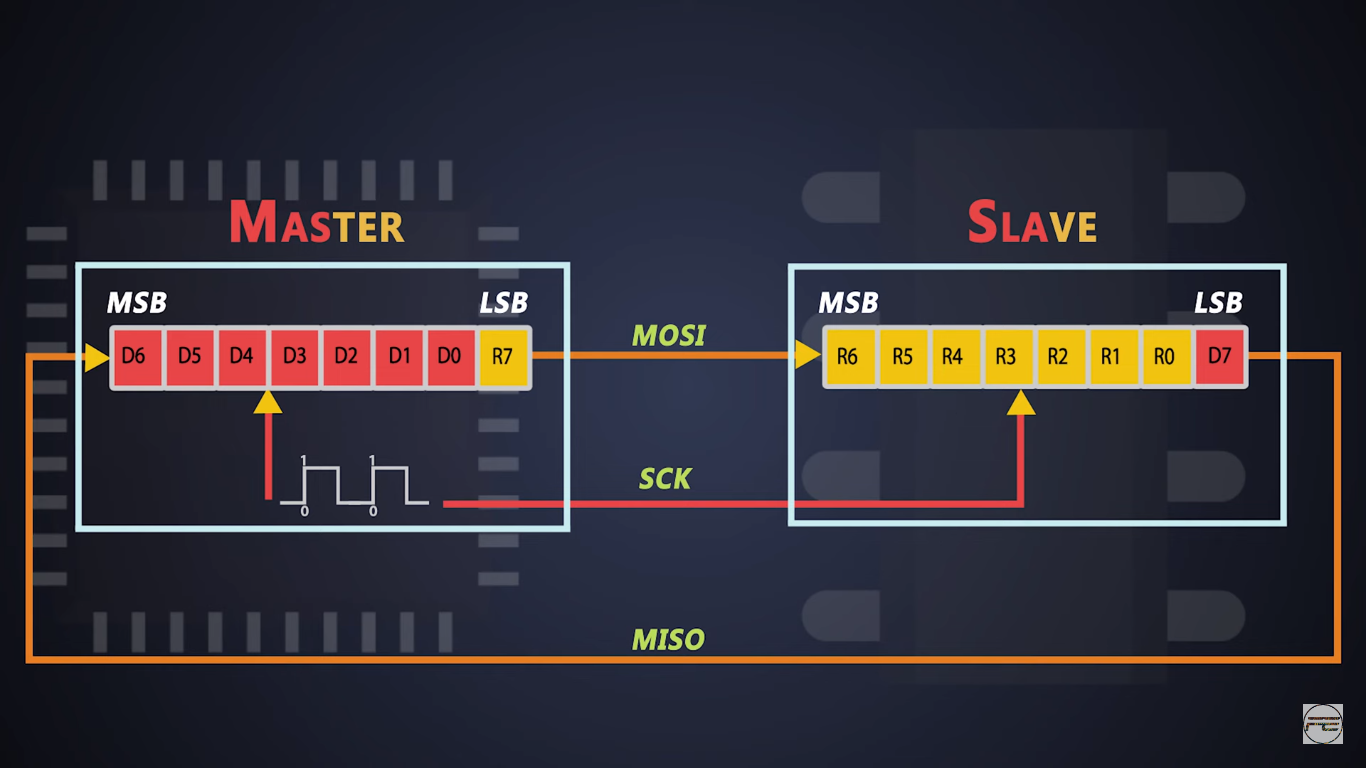 MASTER
SLAVE
MSB
LSB
MSB
LSB
D6 D5 D4 D3 D2 D1 D0 R7
MOSI
R6 R5 R4 R3 R2 R1 R0 D7
1 1
0 0
SCK
MISO